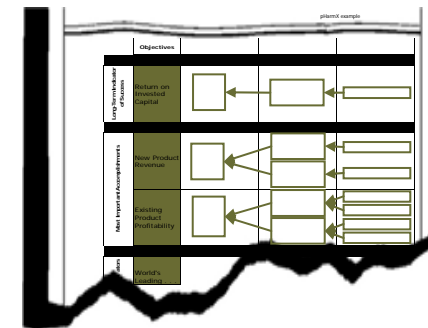 pHarmX example
Objectives
Long-Term Indicator
of Success
Return on
Invested
Capital
Most Important Accomplishments
New Product
Revenue
Existing
Product
Profitability
World's
Leading